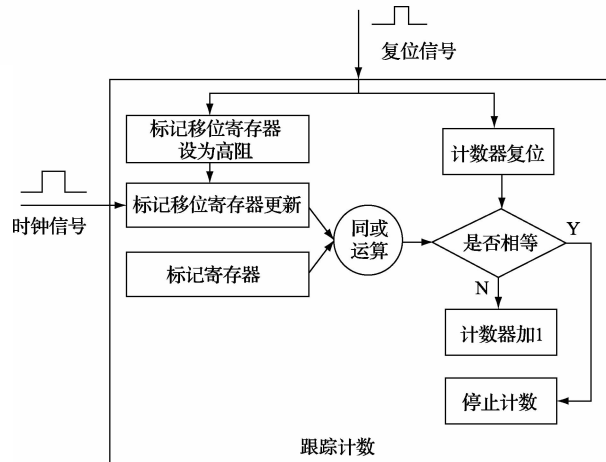 复位信号
标记移位寄存器
设为高阻
计数器复位
标记移位寄存器更新
时钟信号
同或
运算
是否相等
Y
标记寄存器
N
计数器加1
停止计数
跟踪计数